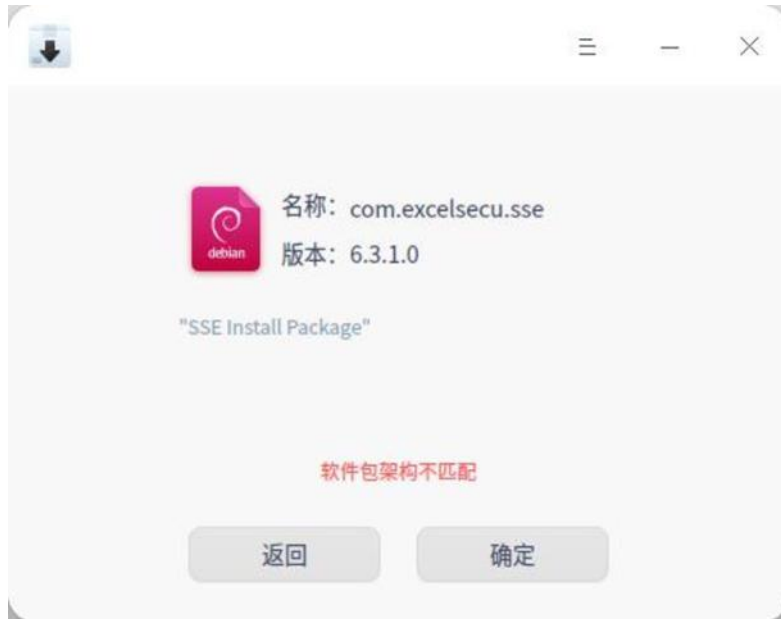 名称：com.excelsecu.sse
debian
版本：6.3.1.0
"SSE Install Package"
软件包架构不匹配
返回
确定